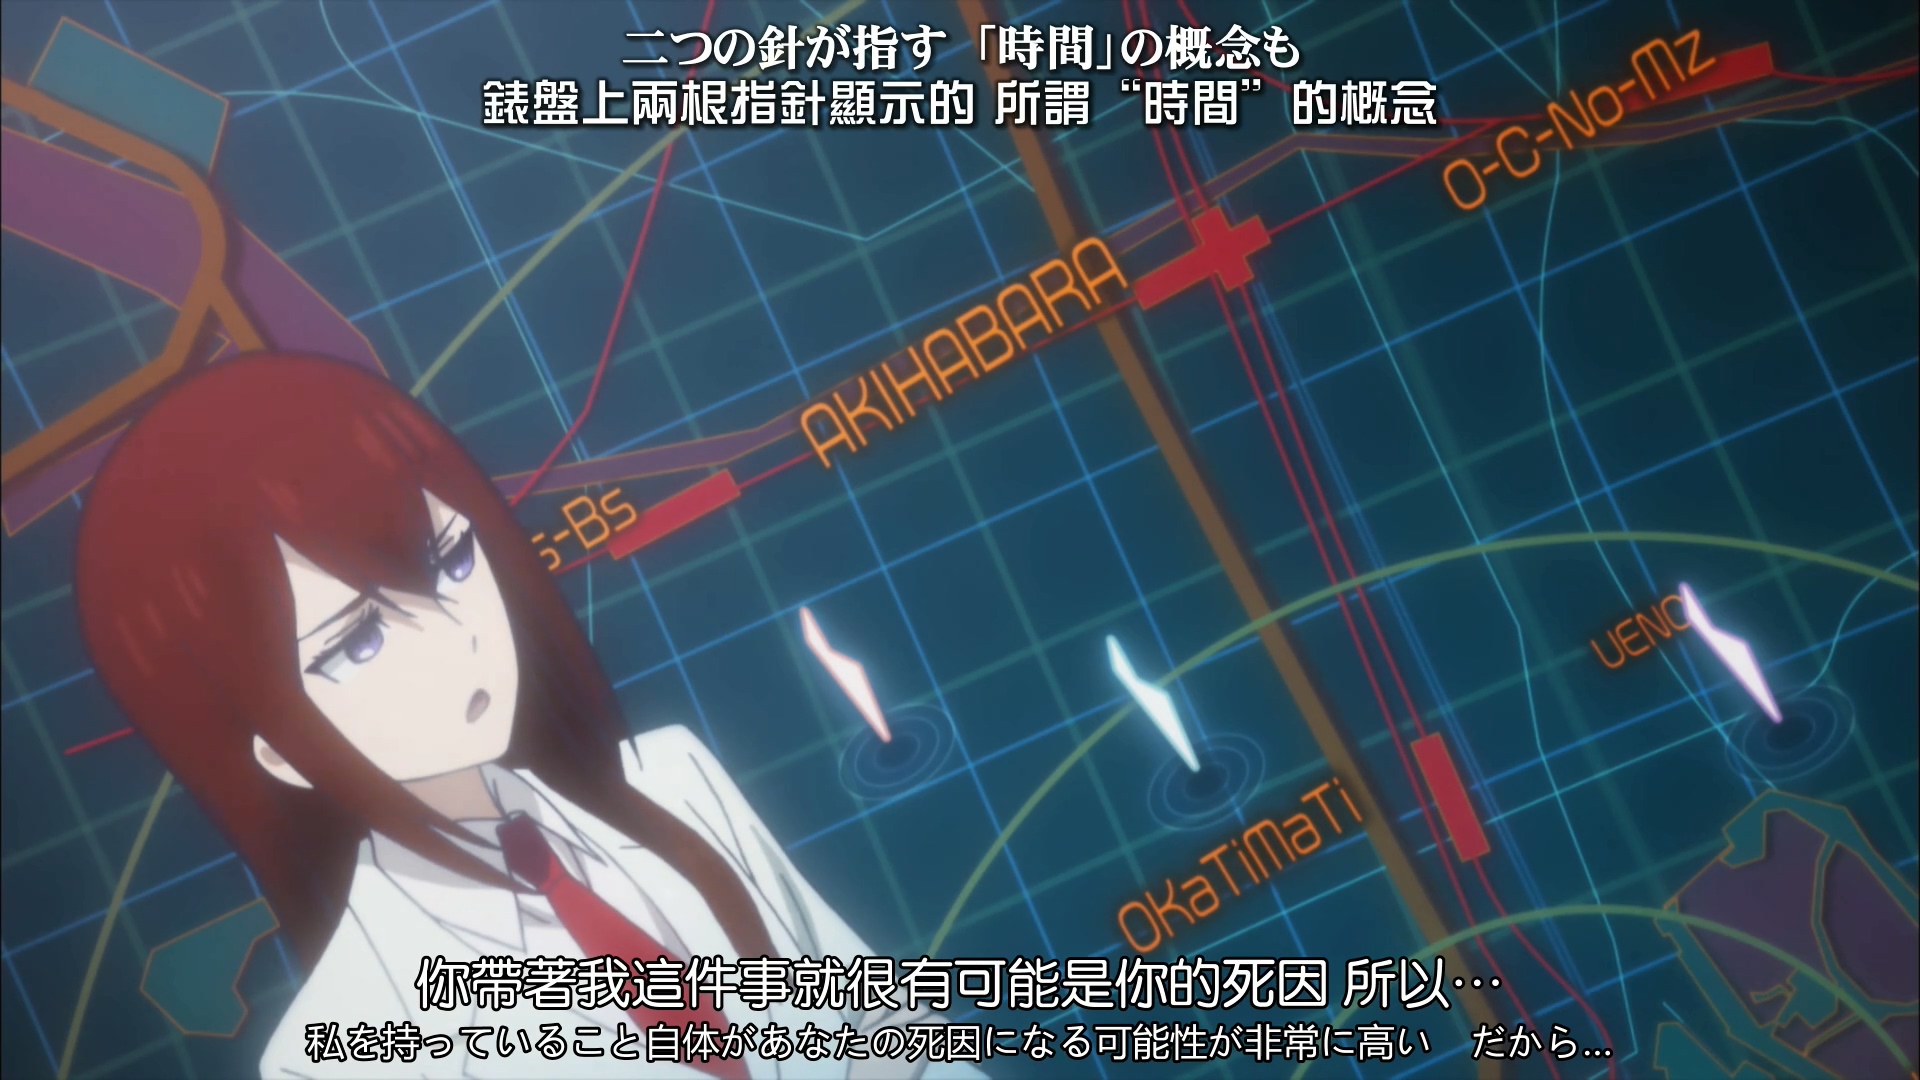 二つの針が指す 「時間」の概念も
錶盤上兩根指針顯示的 所謂“時間”的概念
O-C-No-Mz
AKIHABARA
S-Bs
UENO
OKaTiMaTi
你帶著我這件事就很有可能是你的死因 所以…
私を持っていること自体があなたの死因になる可能性が非常に高い だから...